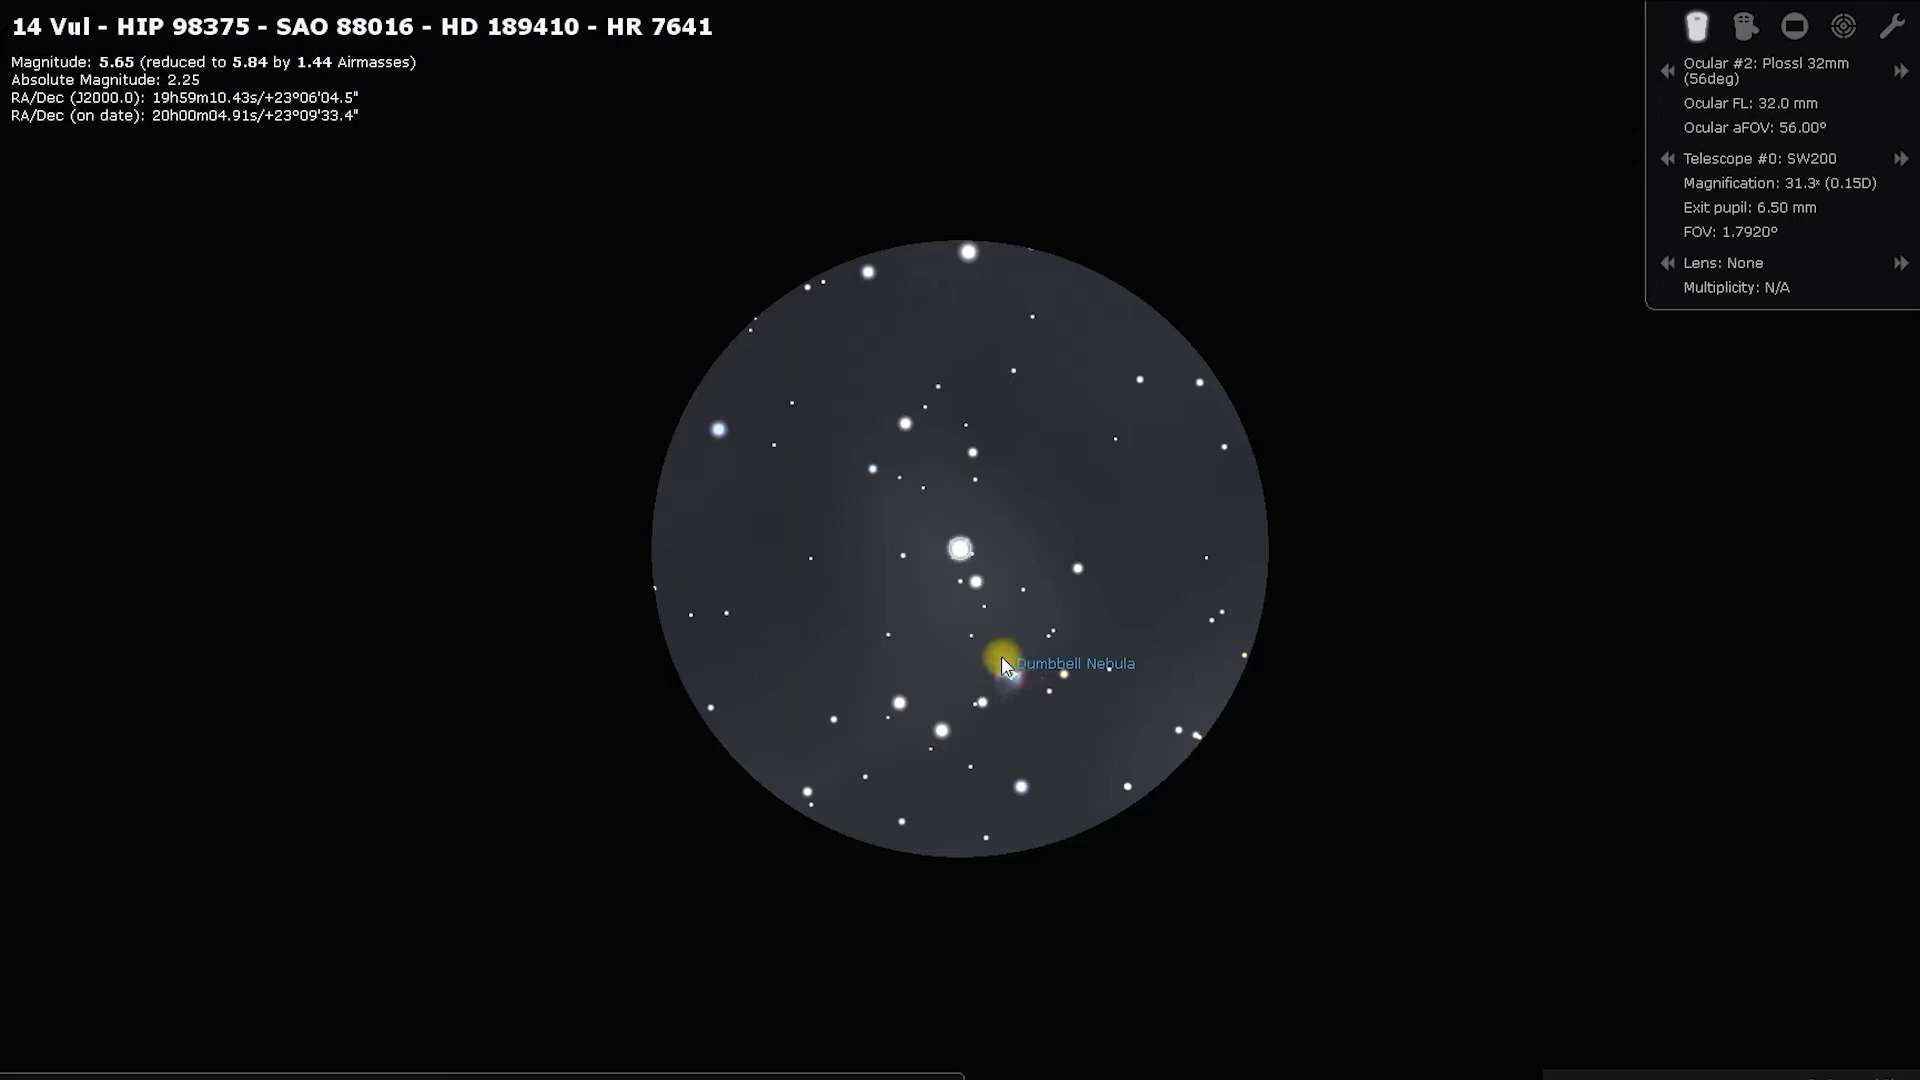 14 Vul - HIP 98375 - SAO 88016 - HD 189410 - HR 7641
Magnitude: 5.65 (reduced to 5.84 by 1.44 Airmasses)
Absolute Magnitude: 2.25
RA/Dec (J2000.0): 19h59m10.43s/+23°06'04.5"
RA/Dec (on date): 20h00m04.91s/+23°09'33.4"
Ocular #2: Plossl 32mm
(56deg)
Ocular FL: 32.0 mm
Ocular aFOV: 56.00°
Telescope #0: SW200
Magnification: 31.3× (0.15D)
Exit pupil: 6.50 mm
FOV: 1.7920°
Lens: None
Multiplicity: N/A
Dumbbell Nebula